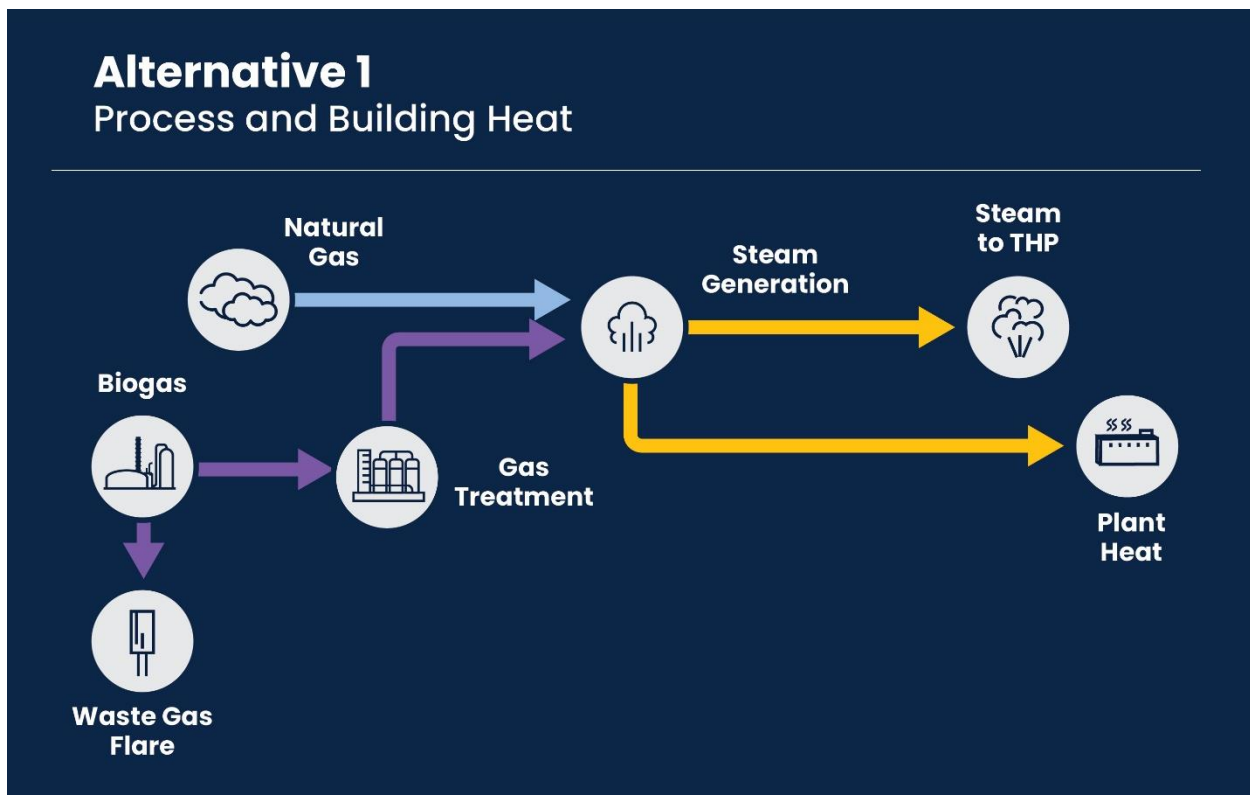 Alternative 1
Process and Building Heat
Natural
Gas
Steam
Generation
Steam
to THP
Biogas
Gas
Treatment
Plant
Heat
Waste Gas
Flare